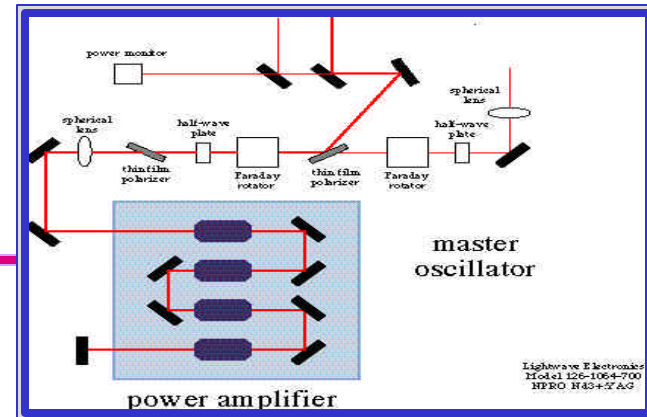 power monitor
spherical
lens
spherical
lens
half-wave
plate
half-wave
plate
thin film
polarizer
Faraday
rotator
thin film
polarizer
Faraday
rotator
master
oscillator
power amplifier
Lightwave Electronics
Model 126-1064-700
NPRO Nd3+:YAG